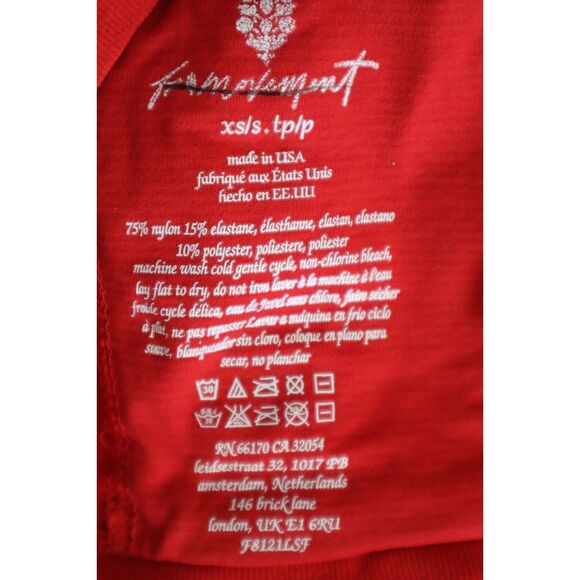 movement
xs/s . tp/p
made in USA
fabriqué aux États Unis
hecho en EE.UU
75% nylon 15% elastane, élasthanne, elastan, elastano
10% polyester, poliestere, poliester
machine wash cold gentle cycle, non-chlorine bleach,
lay flat to dry, do not iron laver à la machine à l'eau
froide cycle délica, eau de Javel sans chlore, faire sécher
à plat, ne pas repasser Lavar a máquina en frío ciclo
suave, blanqueador sin cloro, coloque en plano para
secar, no planchar
30
30
RN 66170 CA 32054
leidsestraat 32, 1017 PB
amsterdam, Netherlands
146 brick lane
london, UK E1 6RU
F8121LSF